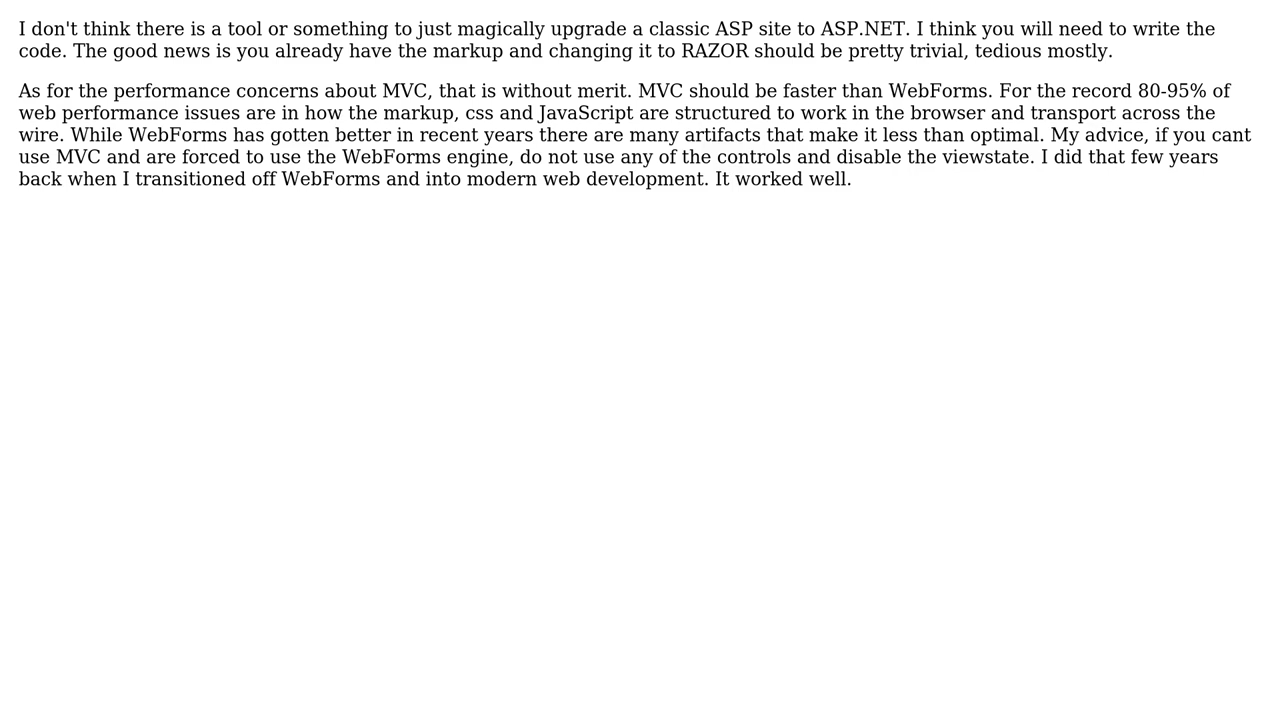 I don't think there is a tool or something to just magically upgrade a classic ASP site to ASP.NET. I think you will need to write the
code. The good news is you already have the markup and changing it to RAZOR should be pretty trivial, tedious mostly.
As for the performance concerns about MVC, that is without merit. MVC should be faster than WebForms. For the record 80-95% of
web performance issues are in how the markup, css and JavaScript are structured to work in the browser and transport across the
wire. While WebForms has gotten better in recent years there are many artifacts that make it less than optimal. My advice, if you cant
use MVC and are forced to use the WebForms engine, do not use any of the controls and disable the viewstate. I did that few years
back when I transitioned off WebForms and into modern web development. It worked well.